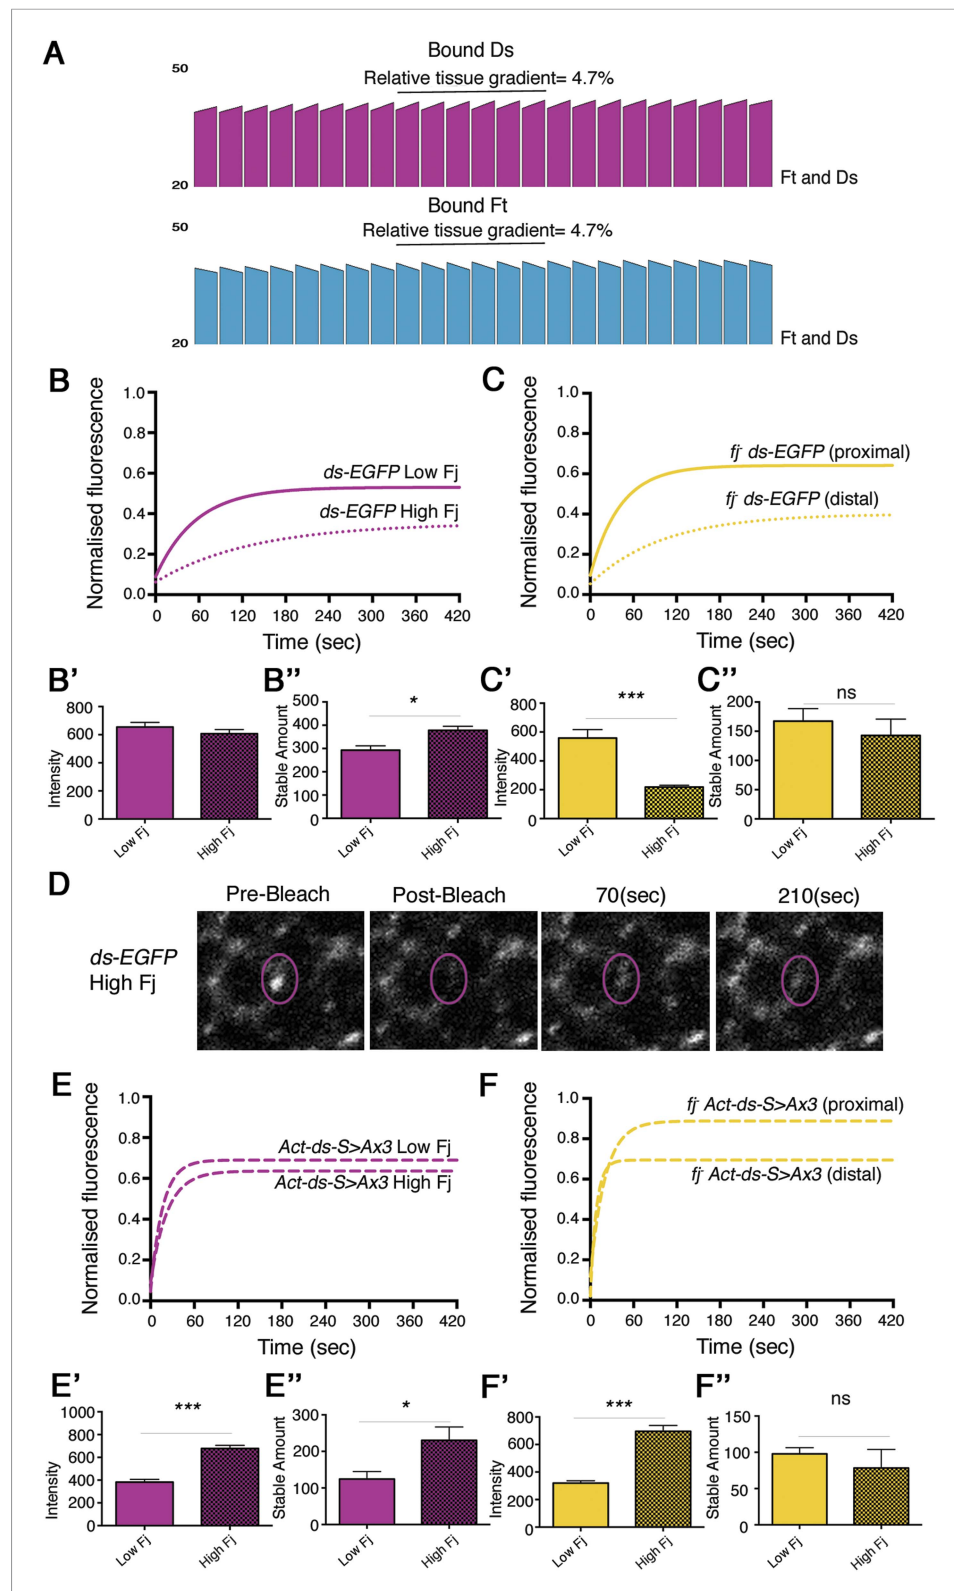 A
Bound Ds
50
Relative tissue gradient= 4.7%
20
Ft and Ds
Bound Ft
50
Relative tissue gradient= 4.7%
20
Ft and Ds
B
Normalised fluorescence
1.0
0.8
0.6
0.4
0.2
0.0
ds-EGFP Low Fj
ds-EGFP High Fj
0 60 120 180 240 300 360 420
Time (sec)
C
Normalised fluorescence
1.0
0.8
0.6
0.4
0.2
0.0
fj- ds-EGFP (proximal)
fj- ds-EGFP (distal)
0 60 120 180 240 300 360 420
Time (sec)
B'
Intensity
800
600
400
200
0
Low Fj
High Fj
B"
Stable Amount
500
400
300
200
100
0
*
Low Fj
High Fj
C'
Intensity
800
600
400
200
0
***
Low Fj
High Fj
C"
Stable Amount
200
150
100
50
0
ns
Low Fj
High Fj
D
Pre-Bleach
Post-Bleach
70(sec)
210(sec)
ds-EGFP
High Fj
E
Normalised fluorescence
1.0
0.8
0.6
0.4
0.2
0.0
Act-ds-S>Ax3 Low Fj
Act-ds-S>Ax3 High Fj
0 60 120 180 240 300 360 420
Time (sec)
F
Normalised fluorescence
1.0
0.8
0.6
0.4
0.2
0.0
fj- Act-ds-S>Ax3 (proximal)
fj- Act-ds-S>Ax3 (distal)
0 60 120 180 240 300 360 420
Time (sec)
E'
Intensity
1000
800
600
400
200
0
***
Low Fj
High Fj
E"
Stable Amount
300
200
100
0
*
Low Fj
High Fj
F'
Intensity
800
600
400
200
0
***
Low Fj
High Fj
F"
Stable Amount
150
100
50
0
ns
Low Fj
High Fj